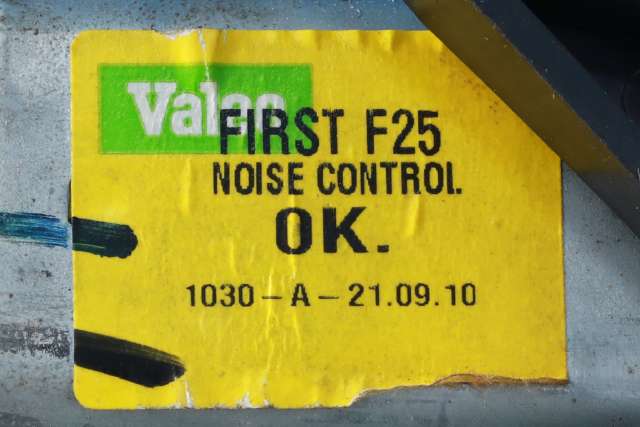 Valeo
FIRST F25
NOISE CONTROL.
OK.
1030-A-21.09.10